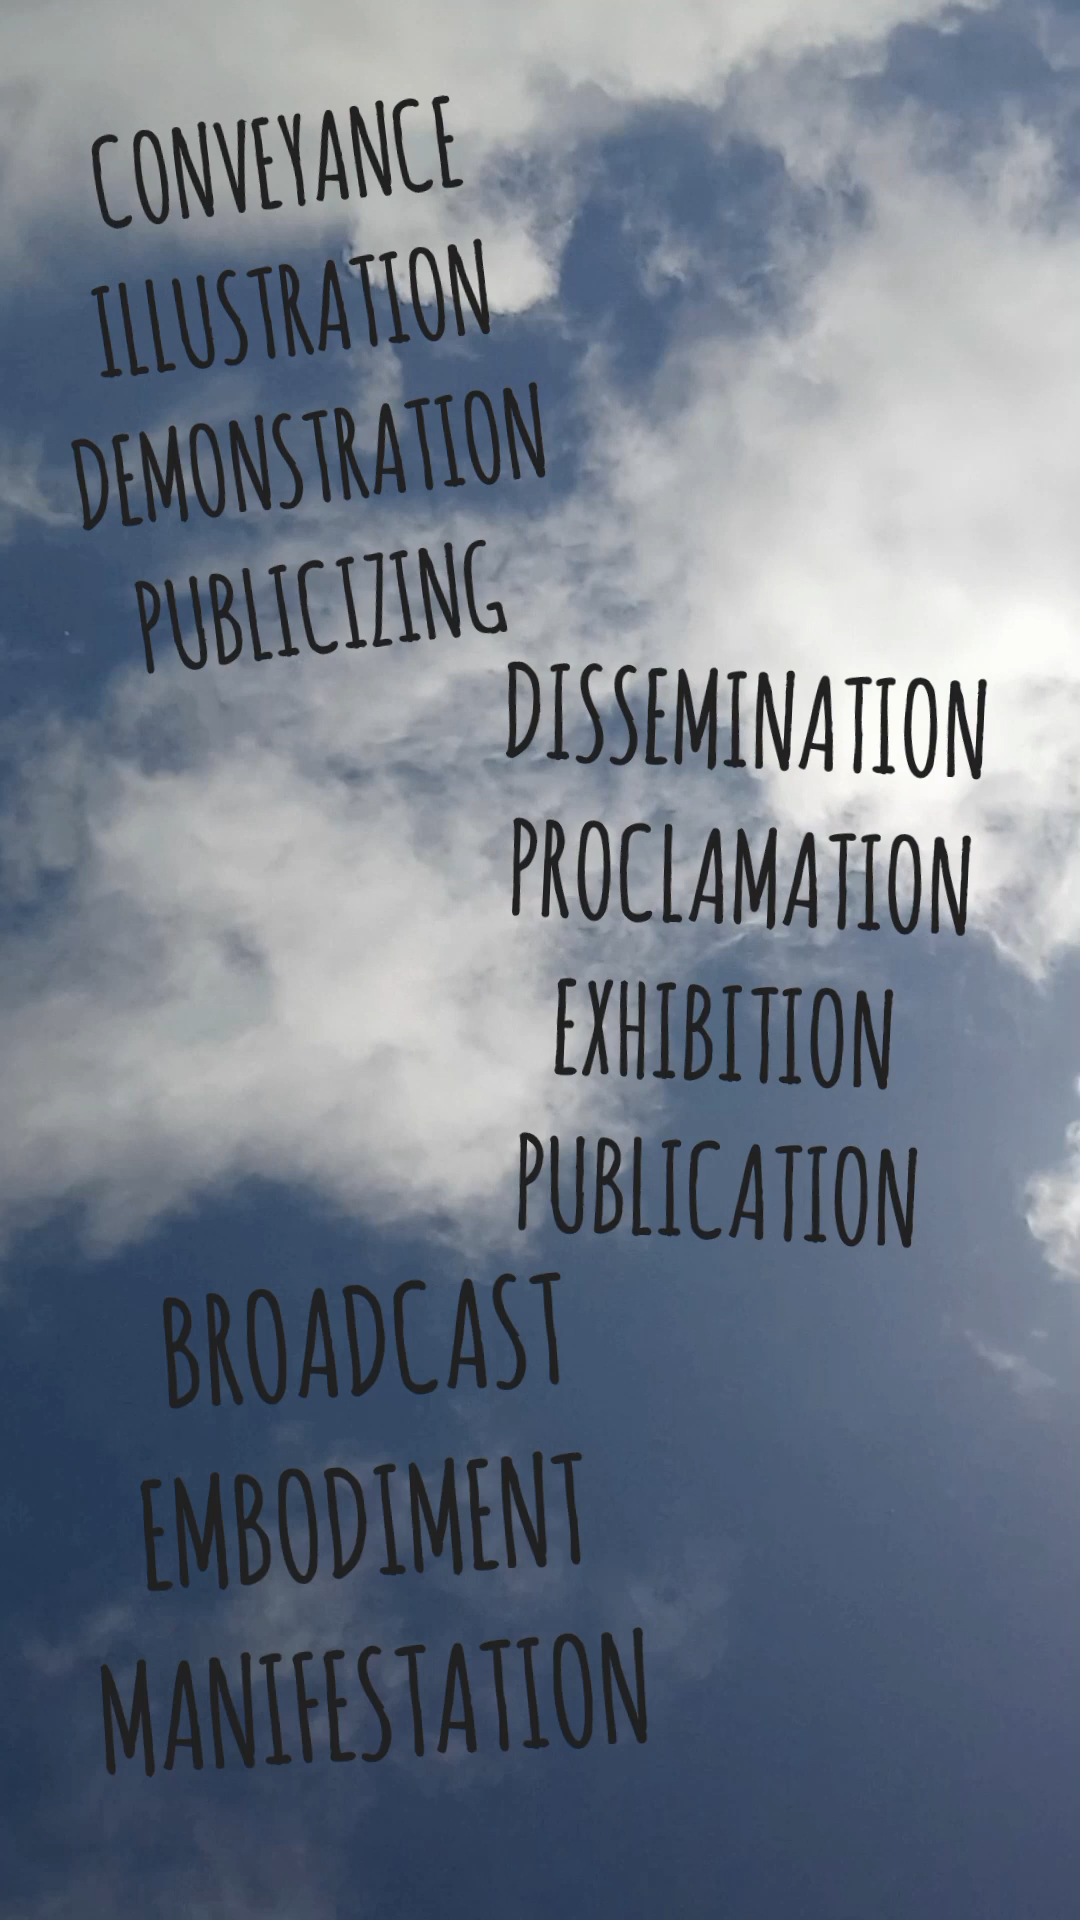 CONVEYANCE
ILLUSTRATION
DEMONSTRATION
PUBLICIZING
DISSEMINATION
PROCLAMATION
EXHIBITION
PUBLICATION
BROADCAST
EMBODIMENT
MANIFESTATION